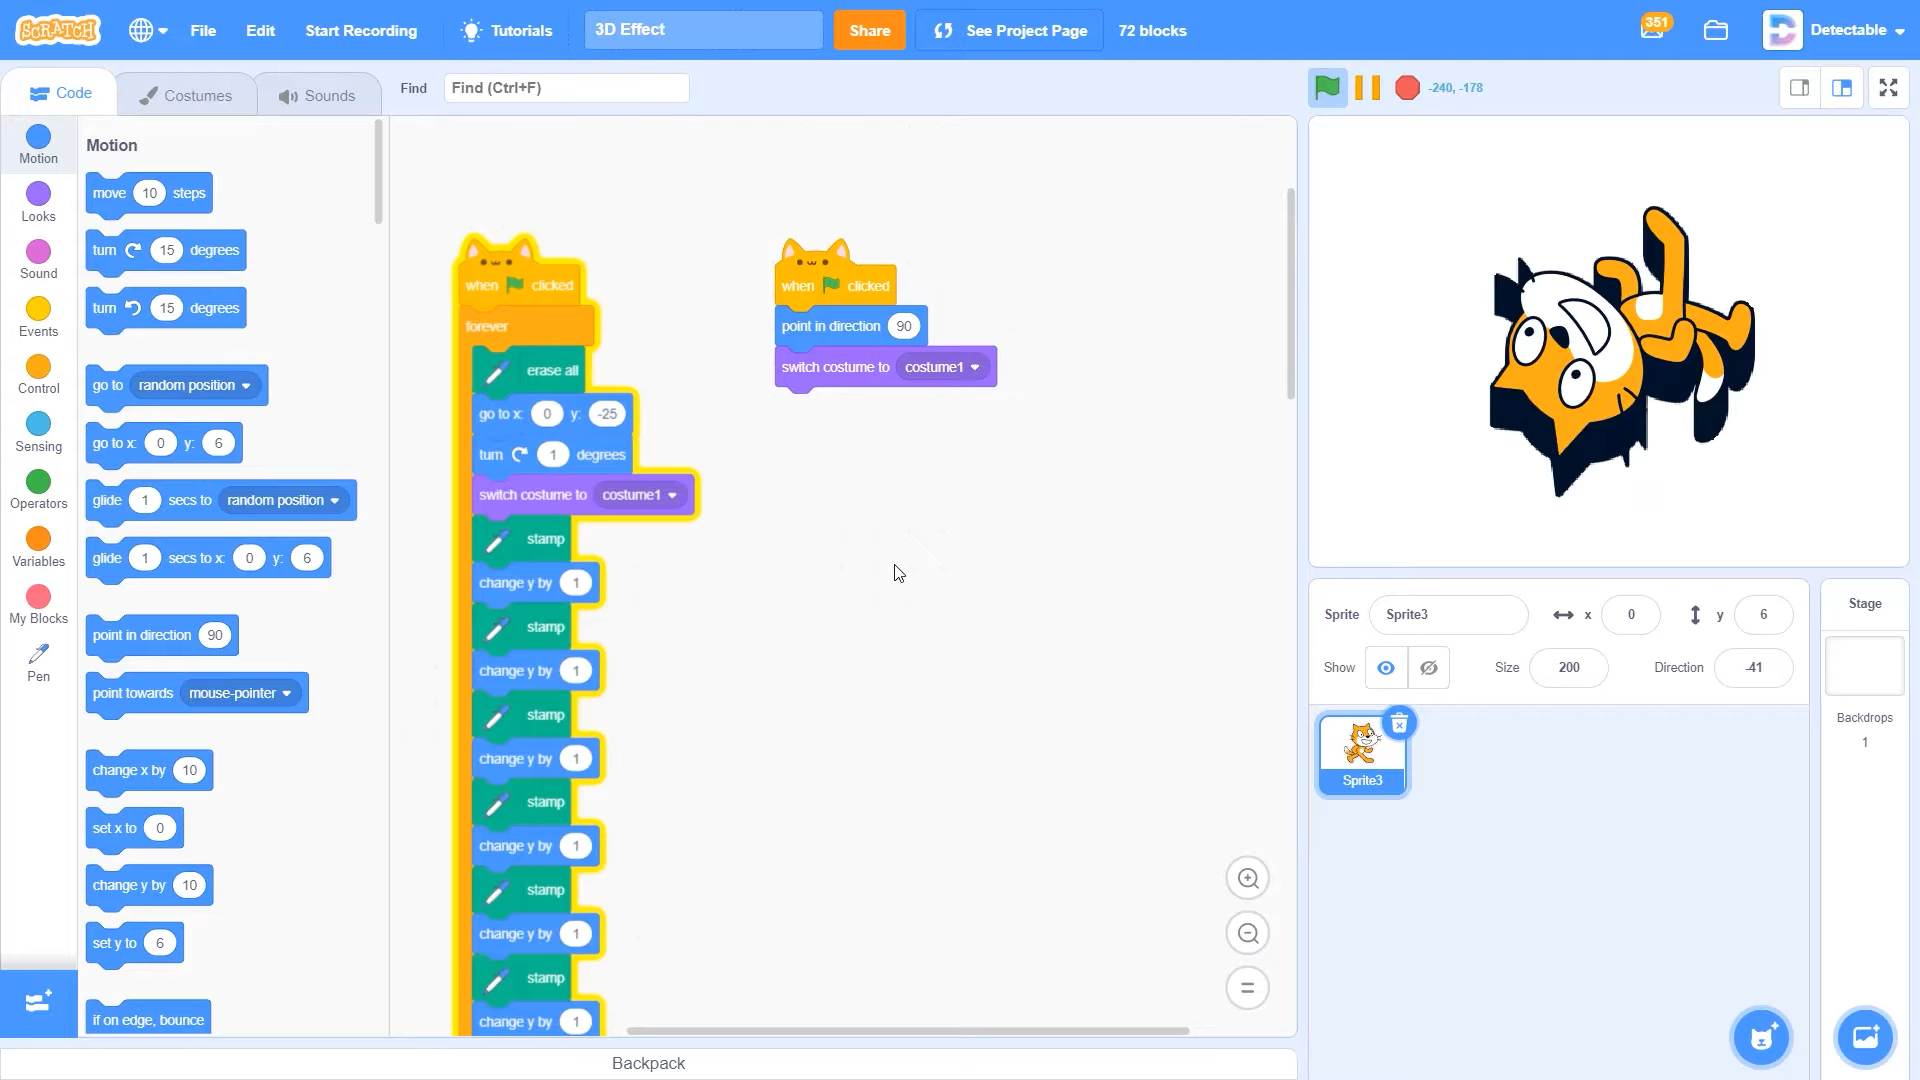 SCRATCH
File
Edit
Start Recording
Tutorials
3D Effect
Share
See Project Page
72 blocks
351
Detectable
Code
Costumes
Sounds
Find
Find (Ctrl+F)
-240, -178
Motion
Looks
Sound
Events
Control
Sensing
Operators
Variables
My Blocks
Pen
Motion
move 10 steps
turn 15 degrees
turn 15 degrees
go to random position
go to x: 0 y: 6
glide 1 secs to random position
glide 1 secs to x: 0 y: 6
point in direction 90
point towards mouse-pointer
change x by 10
set x to 0
change y by 10
set y to 6
if on edge, bounce
when clicked
forever
erase all
go to x: 0 y: -25
turn 1 degrees
switch costume to costume1
stamp
change y by 1
stamp
change y by 1
stamp
change y by 1
stamp
change y by 1
stamp
change y by 1
stamp
change y by 1
when clicked
point in direction 90
switch costume to costume1
Sprite Sprite3 x 0 y 6
Show Size 200 Direction -41
Sprite3
Stage
Backdrops
1
Backpack